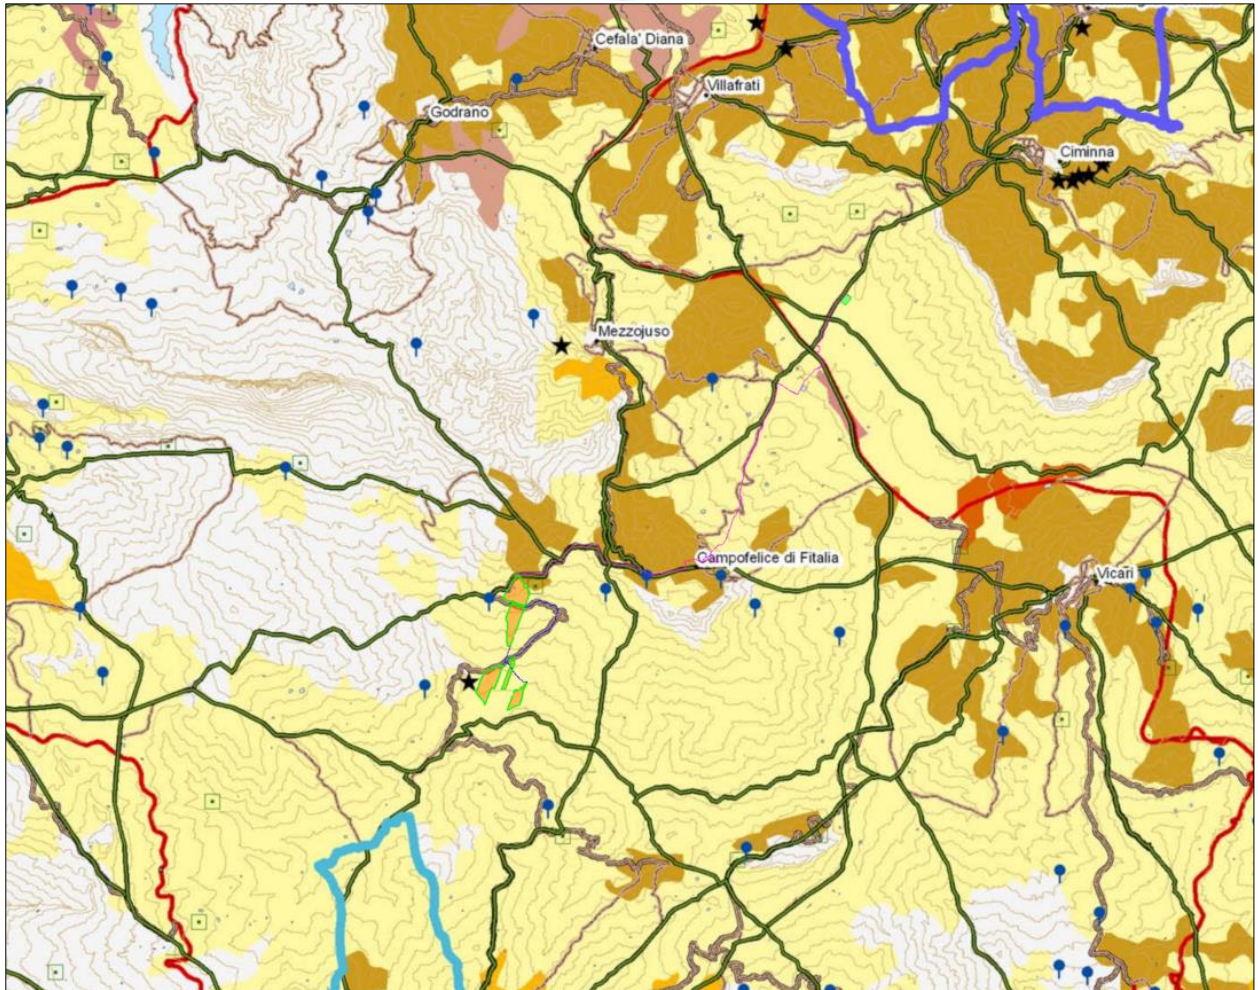 Cefala' Diana
Villafrati
Godrano
Ciminna
Mezzojuso
Campofelice di Fitalia
Vicari